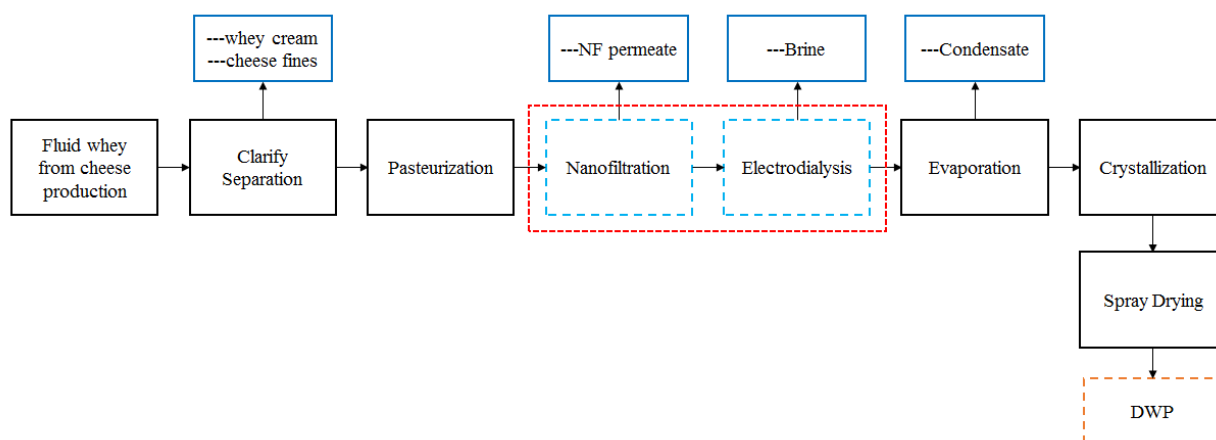 ---whey cream
---cheese fines
---NF permeate
---Brine
---Condensate
Fluid whey
from cheese
production
Clarify
Separation
Pasteurization
Nanofiltration
Electrodialysis
Evaporation
Crystallization
Spray Drying
DWP